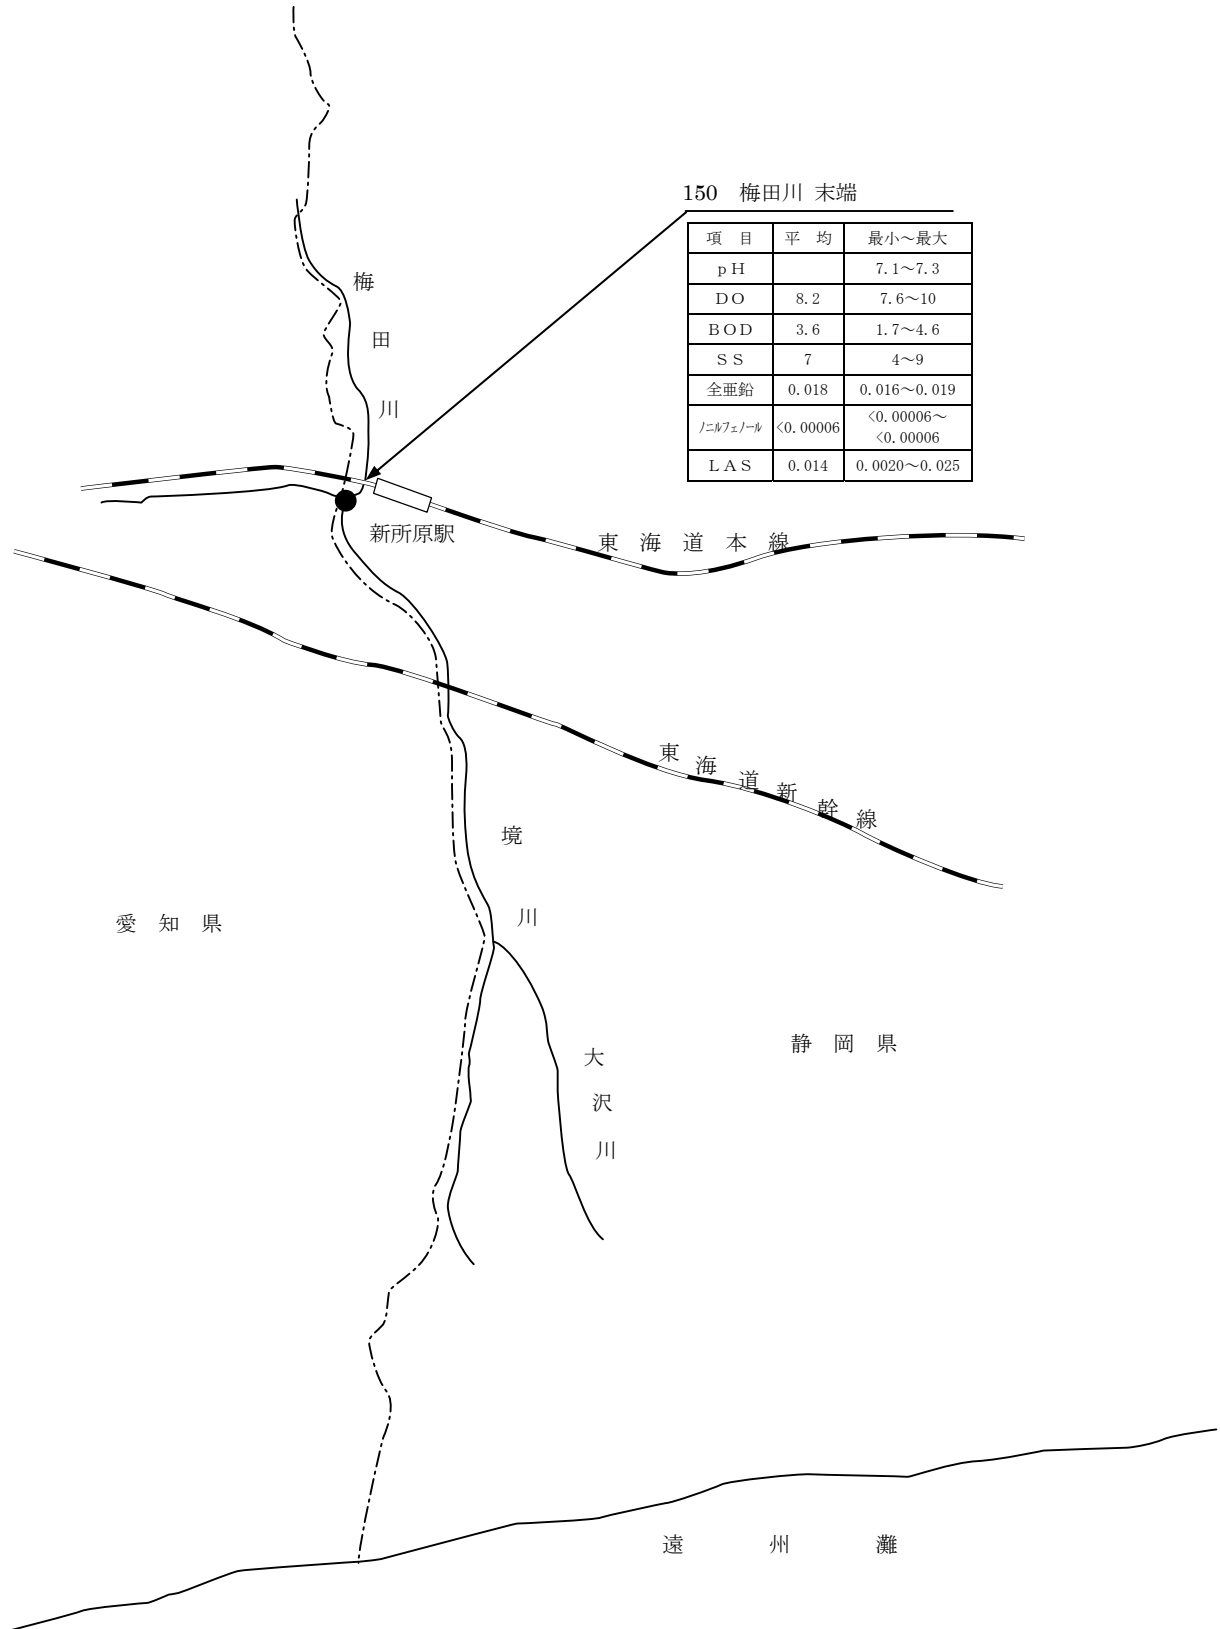 150 梅田川 末端
項 目 平 均 最小～最大
ｐＨ 7.1～7.3
ＤＯ 8.2 7.6～10
ＢＯＤ 3.6 1.7～4.6
ＳＳ 7 4～9
全亜鉛 0.018 0.016～0.019
ﾉﾆﾙﾌｪﾉｰﾙ <0.00006 <0.00006～
<0.00006
ＬＡＳ 0.014 0.0020～0.025
梅田川
新所原駅
東海道本線
東海道新幹線
境川
愛知県
静岡県
大沢川
遠州灘